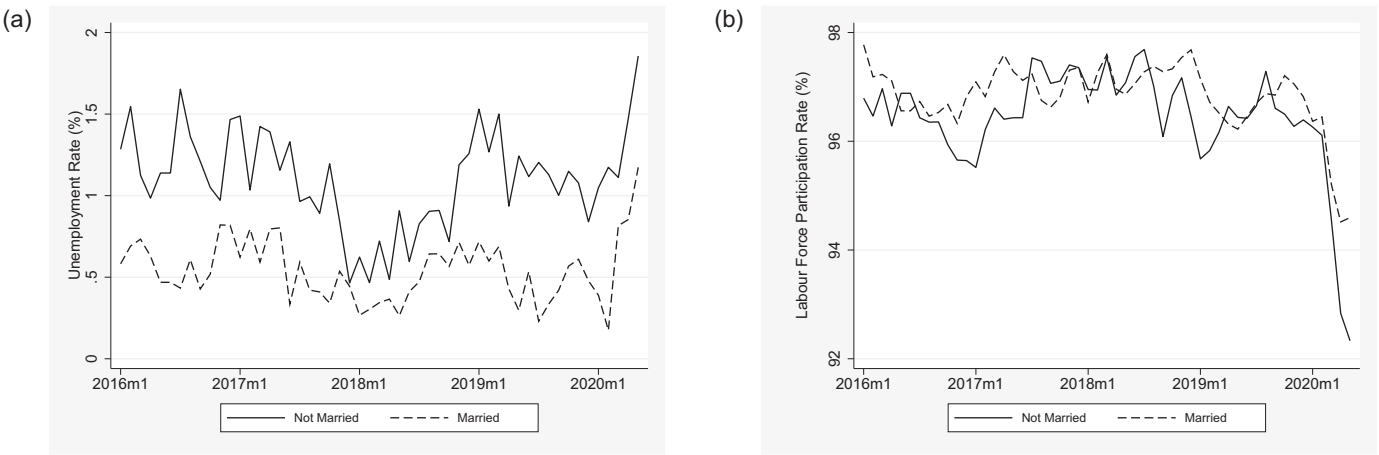 (a)
Unemployment Rate (%)
2
1.5
1
.5
0
2016m1 2017m1 2018m1 2019m1 2020m1
Not Married Married
(b)
Labour Force Participation Rate (%)
98
96
94
92
2016m1 2017m1 2018m1 2019m1 2020m1
Not Married Married